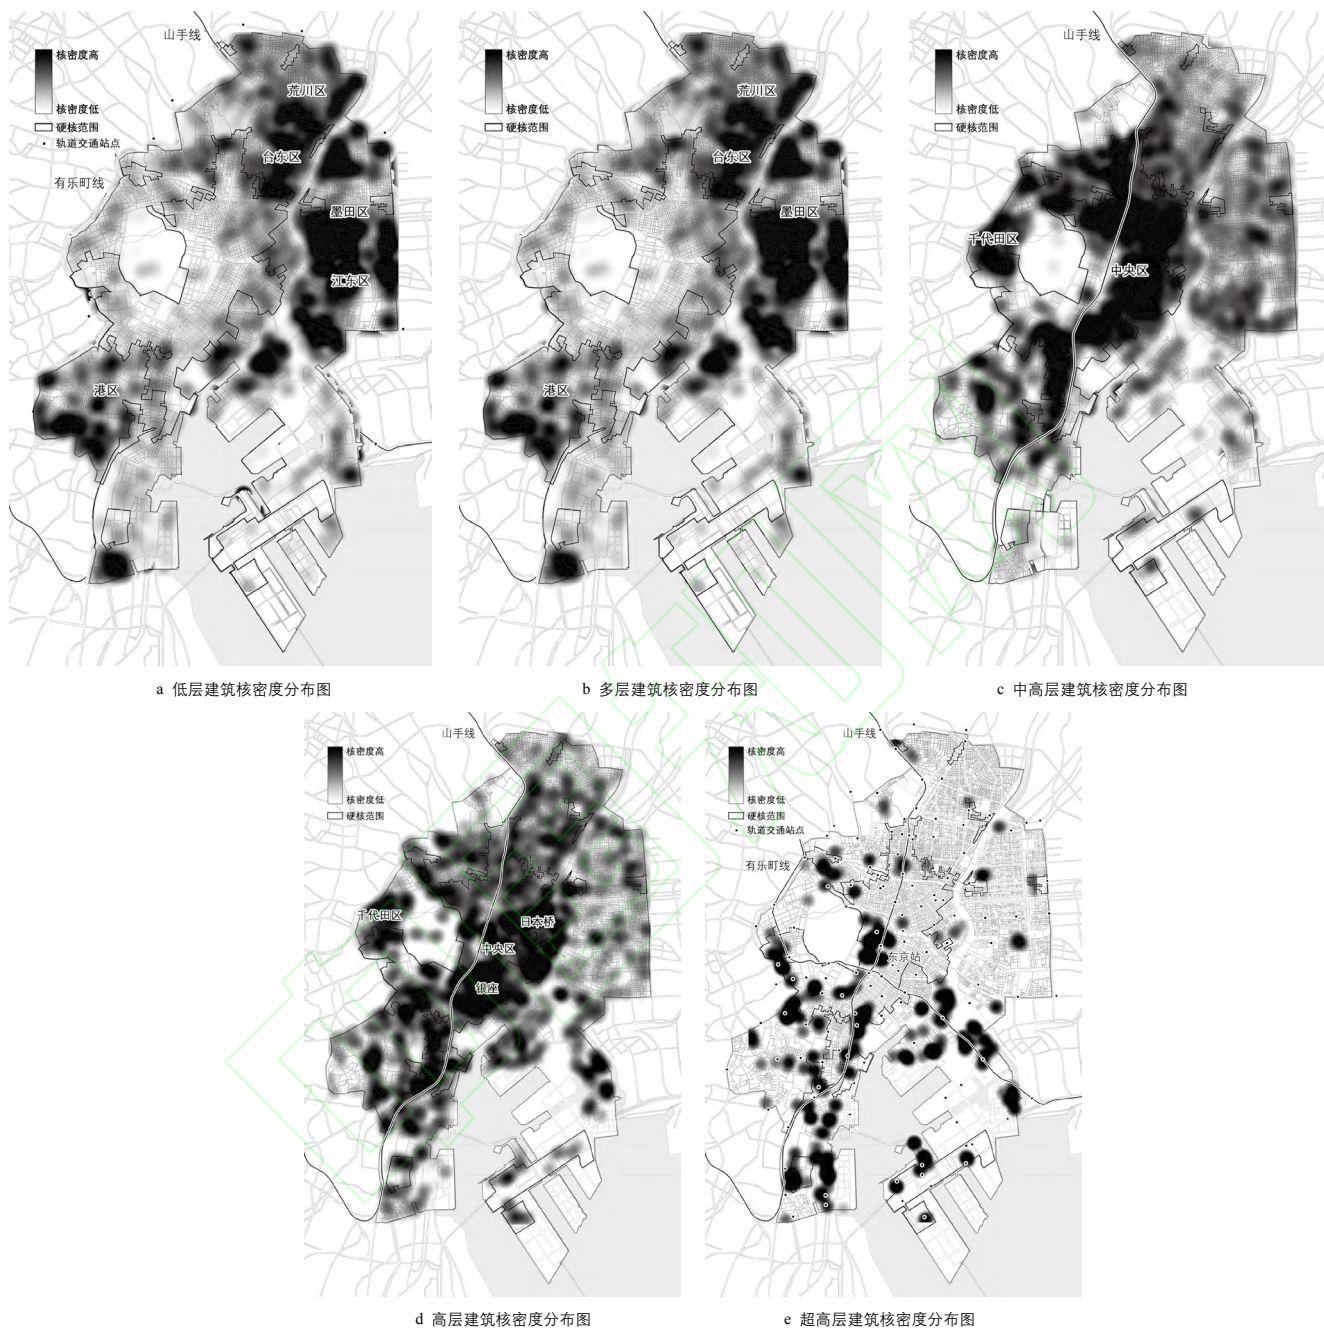 山手线
核密度高
核密度低
硬核范围
轨道交通站点
有乐町线
荒川区
台东区
墨田区
江东区
港区
a 低层建筑核密度分布图
山手线
核密度高
核密度低
硬核范围
荒川区
台东区
墨田区
港区
b 多层建筑核密度分布图
山手线
核密度高
核密度低
硬核范围
千代田区
中央区
c 中高层建筑核密度分布图
山手线
核密度高
核密度低
硬核范围
千代田区
日本桥
中央区
银座
d 高层建筑核密度分布图
山手线
核密度高
核密度低
硬核范围
轨道交通站点
有乐町线
东京站
e 超高层建筑核密度分布图